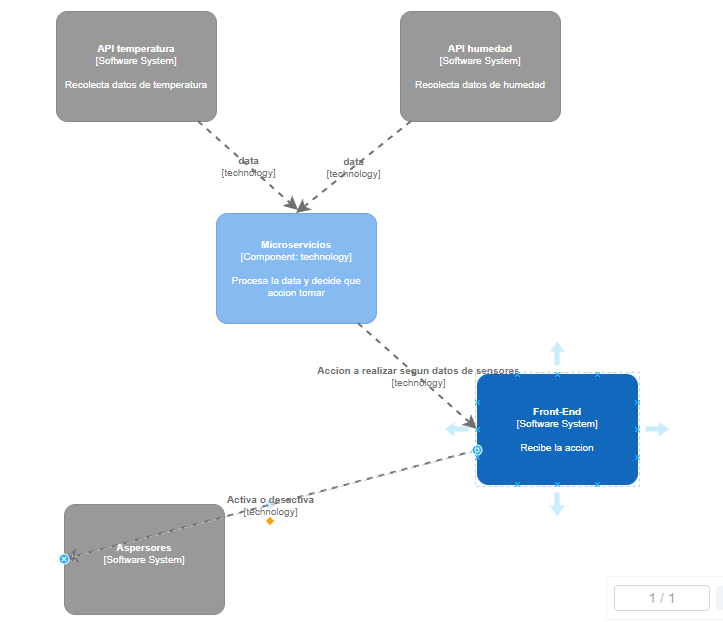 API temperatura
[Software System]
Recolecta datos de temperatura
API humedad
[Software System]
Recolecta datos de humedad
data
[technology]
data
[technology]
Microservicios
[Component: technology]
Procesa la data y decide que
accion tomar
Accion a realizar segun datos de sensores
[technology]
Front-End
[Software System]
Recibe la accion
Activa o desactiva
[technology]
Aspersores
[Software System]
1 / 1